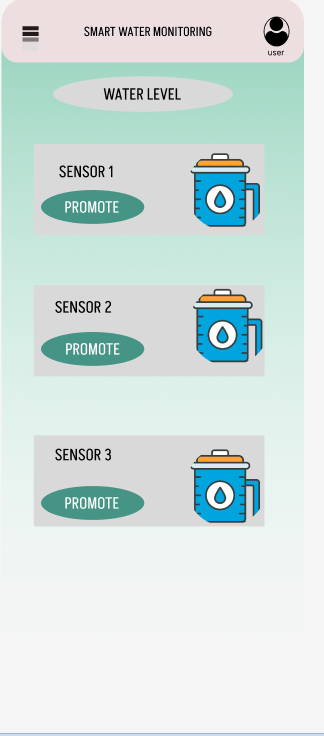 SMART WATER MONITORING
user
WATER LEVEL
SENSOR 1
PROMOTE
SENSOR 2
PROMOTE
SENSOR 3
PROMOTE